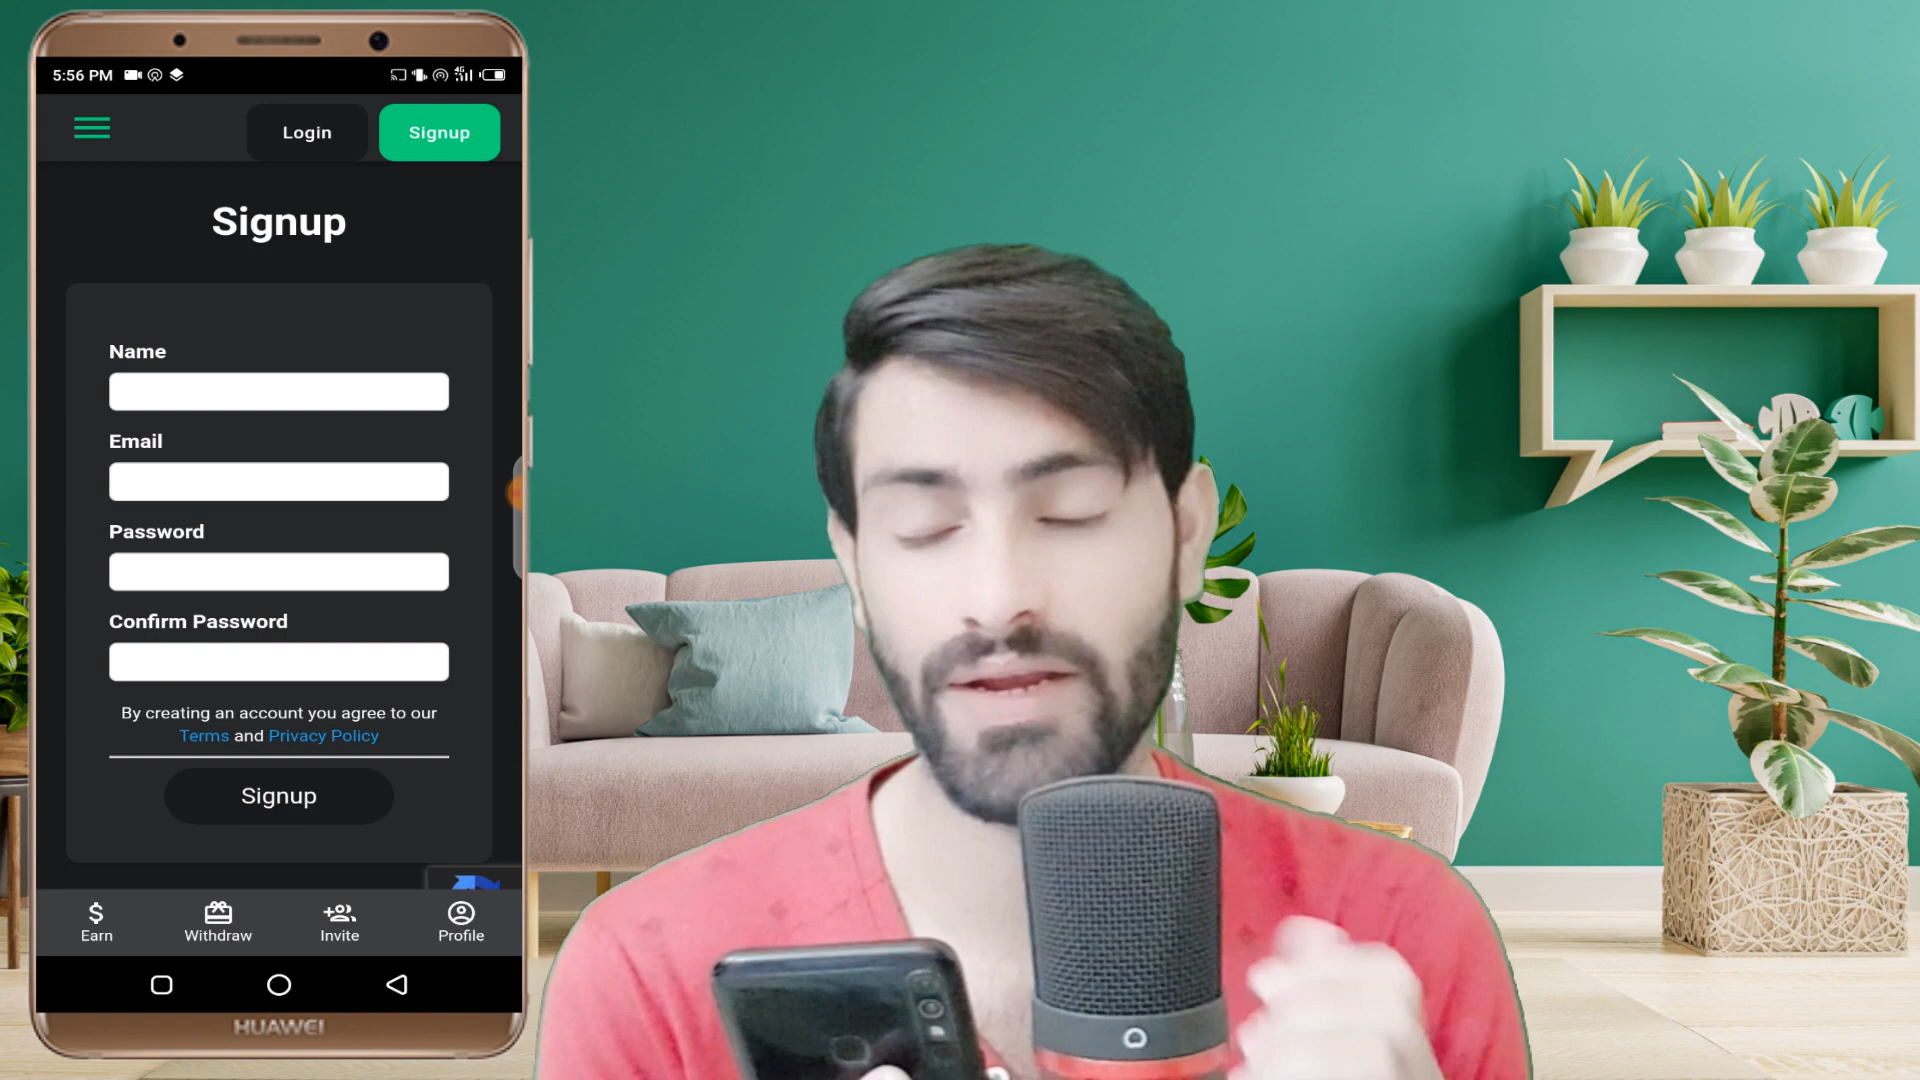 5:56 PM
4G
Login
Signup
Signup
Name
Email
Password
Confirm Password
By creating an account you agree to our
Terms and Privacy Policy
Signup
Earn
Withdraw
Invite
Profile
HUAWEI